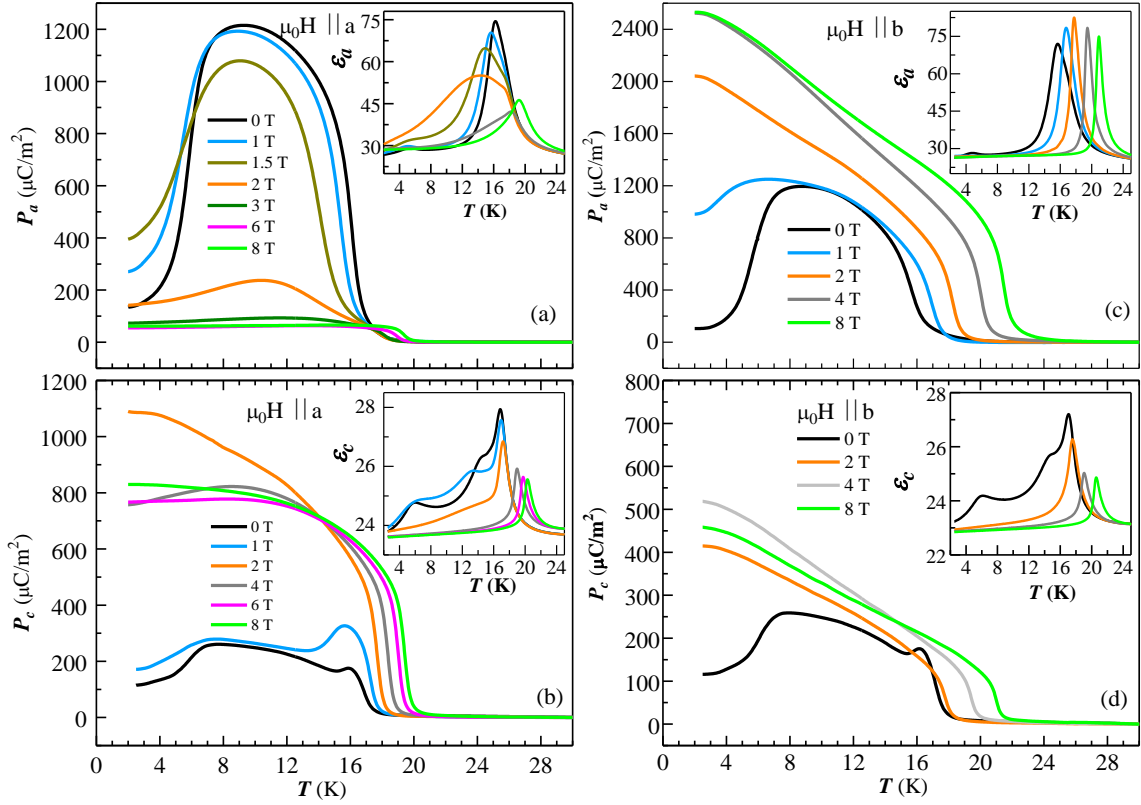 μ₀H || a
P_a (μC/m²)
1200
1000
800
600
400
200
0
0 T
1 T
1.5 T
2 T
3 T
6 T
8 T
(a)
ε_a
75
60
45
30
4 8 12 16 20 24
T (K)
μ₀H || b
P_a (μC/m²)
2400
2000
1600
1200
800
400
0
0 T
1 T
2 T
4 T
8 T
(c)
ε_a
75
60
45
30
4 8 12 16 20 24
T (K)
μ₀H || a
P_c (μC/m²)
1200
1000
800
600
400
200
0
0 T
1 T
2 T
4 T
6 T
8 T
(b)
ε_c
28
26
24
4 8 12 16 20 24
T (K)
0 4 8 12 16 20 24 28
T (K)
μ₀H || b
P_c (μC/m²)
800
700
600
500
400
300
200
100
0
0 T
2 T
4 T
8 T
(d)
ε_c
28
26
24
22
4 8 12 16 20 24
T (K)
0 4 8 12 16 20 24 28
T (K)